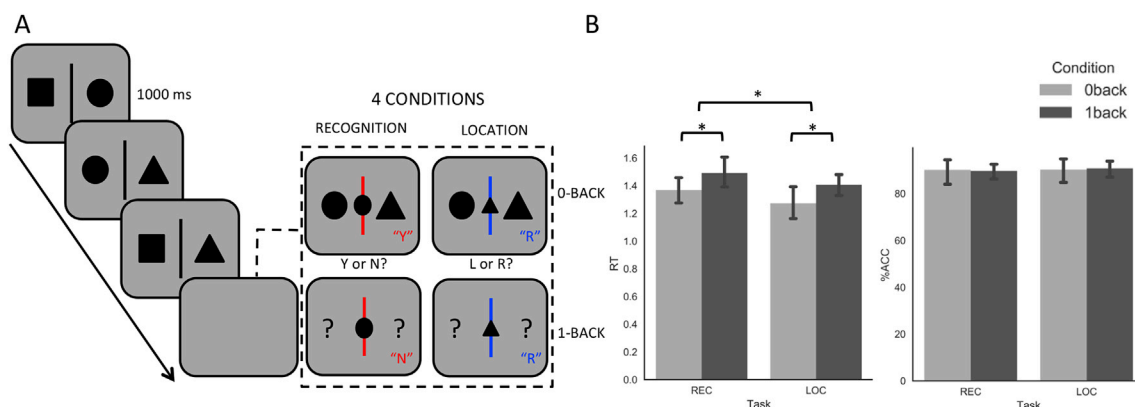 A
1000 ms
4 CONDITIONS
RECOGNITION
LOCATION
0-BACK
"Y"
"R"
Y or N?
L or R?
? ?
? ?
1-BACK
"N"
"R"
B
Condition
0back
1back
*
*
*
1.6
1.4
1.2
1.0
0.8
0.6
0.4
0.2
0.0
RT
REC
LOC
Task
80
60
40
20
0
%ACC
REC
LOC
Task